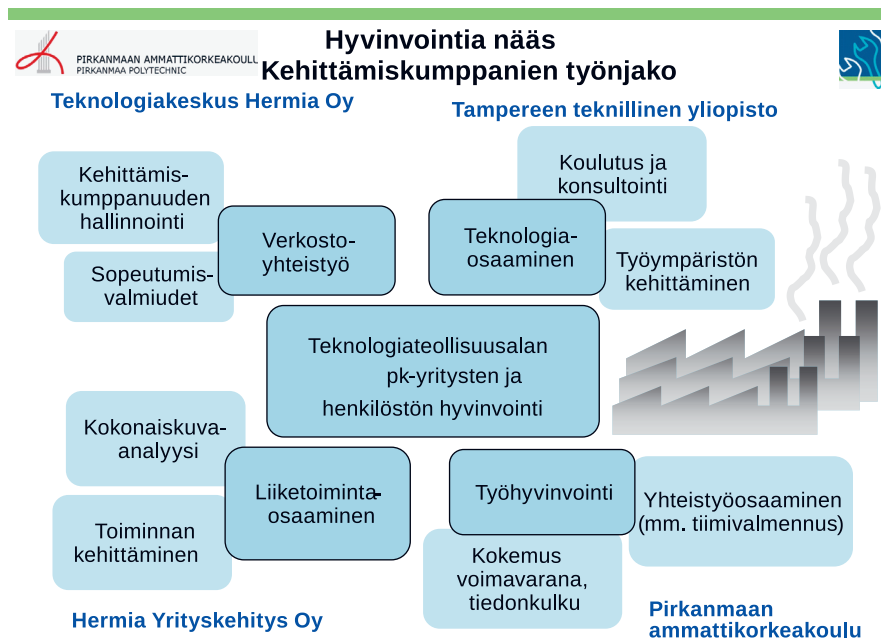 PIRKANMAAN AMMATTIKORKEAKOULU
PIRKANMAA POLYTECHNIC
Hyvinvointia nääs
Kehittämiskumppanien työnjako
Teknologiakeskus Hermia Oy
Tampereen teknillinen yliopisto
Kehittämis-
kumppanuuden
hallinnointi
Verkosto-
yhteistyö
Sopeutumis-
valmiudet
Koulutus ja
konsultointi
Teknologia-
osaaminen
Työympäristön
kehittäminen
Teknologiateollisuusalan
pk-yritysten ja
henkilöstön hyvinvointi
Kokonaiskuva-
analyysi
Liiketoiminta-
osaaminen
Toiminnan
kehittäminen
Työhyvinvointi
Yhteistyöosaaminen
(mm. tiimivalmennus)
Kokemus
voimavarana,
tiedonkulku
Hermia Yrityskehitys Oy
Pirkanmaan
ammattikorkeakoulu